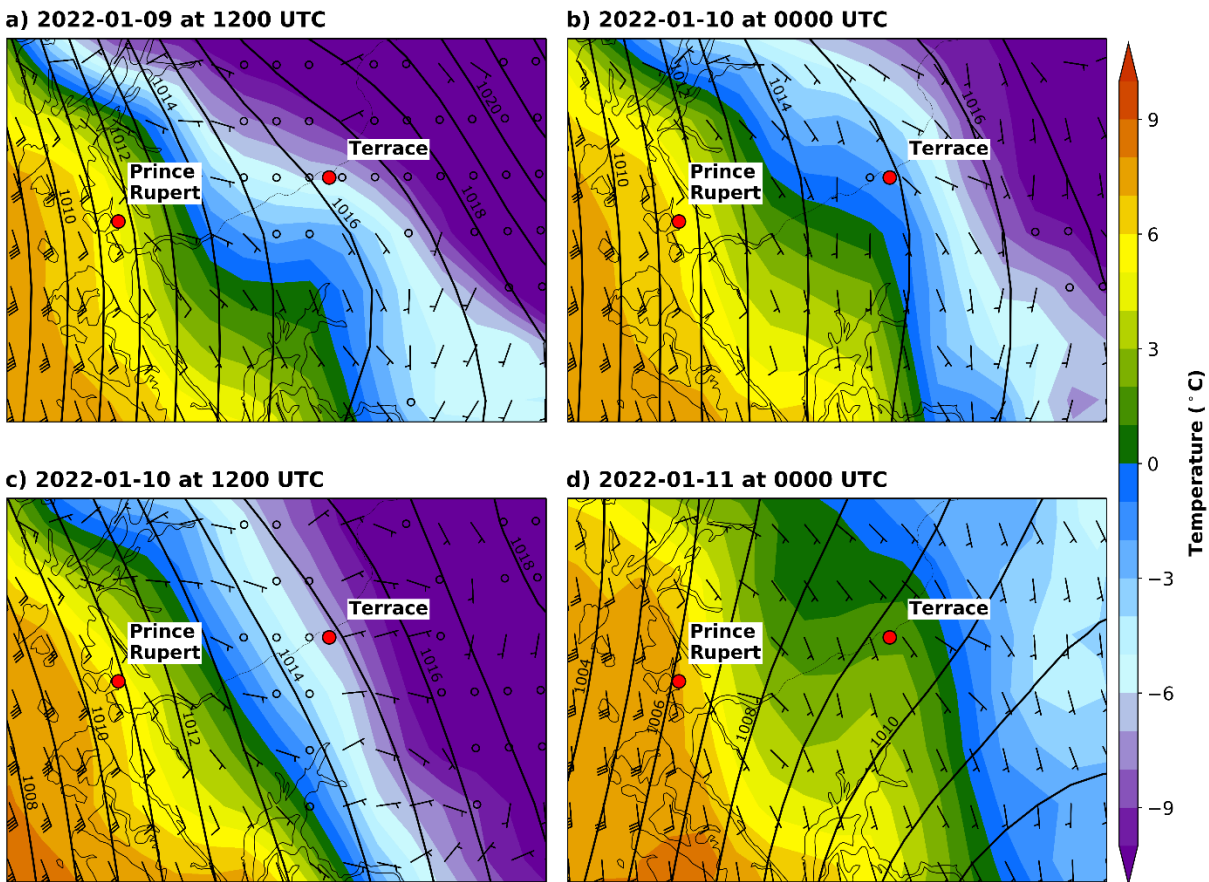 a) 2022-01-09 at 1200 UTC
1014
1020
1012
Terrace
Prince
Rupert
1010
1016
1018
b) 2022-01-10 at 0000 UTC
1012
1014
1016
Terrace
Prince
Rupert
1010
c) 2022-01-10 at 1200 UTC
1018
Terrace
Prince
Rupert
1014
1016
1010
1012
1008
d) 2022-01-11 at 0000 UTC
Terrace
Prince
Rupert
1004
1006
1008
1010
9
6
3
0
−3
−6
−9
Temperature (°C)